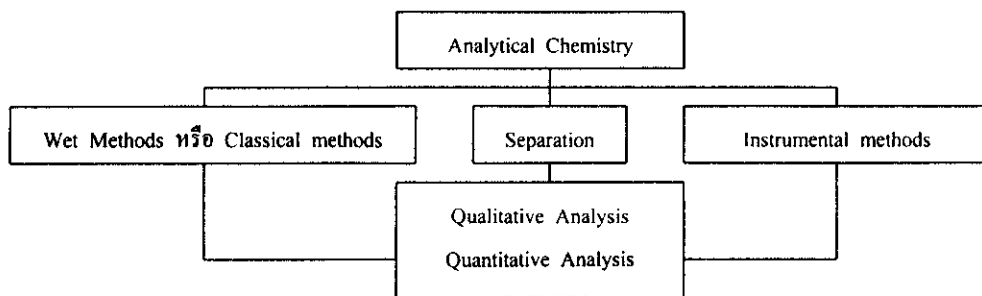 Analytical Chemistry
Wet Methods หรือ Classical methods
Separation
Instrumental methods
Qualitative Analysis
Quantitative Analysis